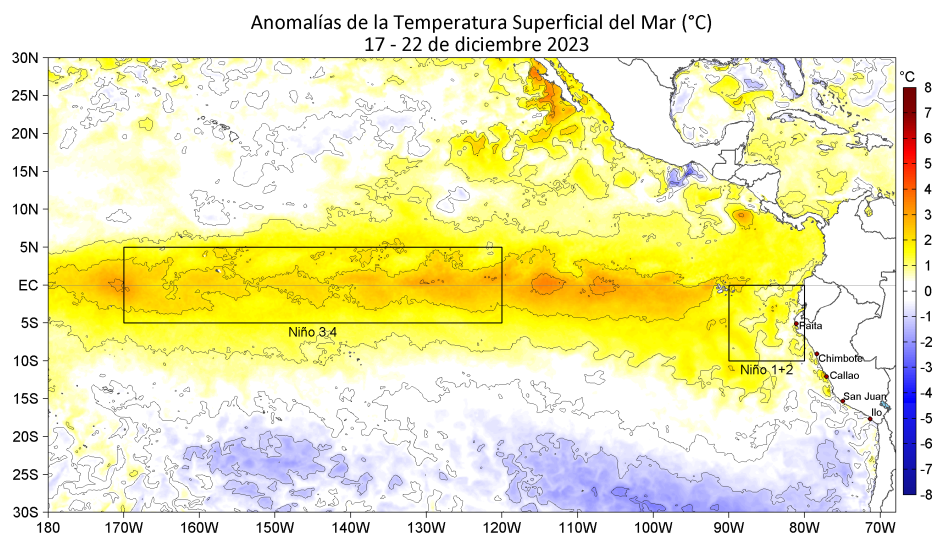 Anomalías de la Temperatura Superficial del Mar (°C)
17 - 22 de diciembre 2023
30N
25N
20N
15N
10N
5N
EC
5S
10S
15S
20S
25S
30S
180
170W
160W
150W
140W
130W
120W
110W
100W
90W
80W
70W
Niño 3.4
Niño 1+2
Paita
Chimbote
Callao
San Juan
Ilo
°C
8
7
6
5
4
3
2
1
0
-1
-2
-3
-4
-5
-6
-7
-8